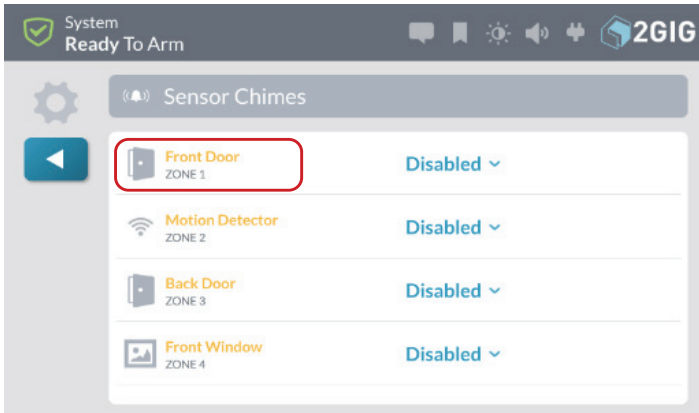 System
Ready To Arm
2GIG
Sensor Chimes
Front Door
ZONE 1
Disabled
Motion Detector
ZONE 2
Disabled
Back Door
ZONE 3
Disabled
Front Window
ZONE 4
Disabled